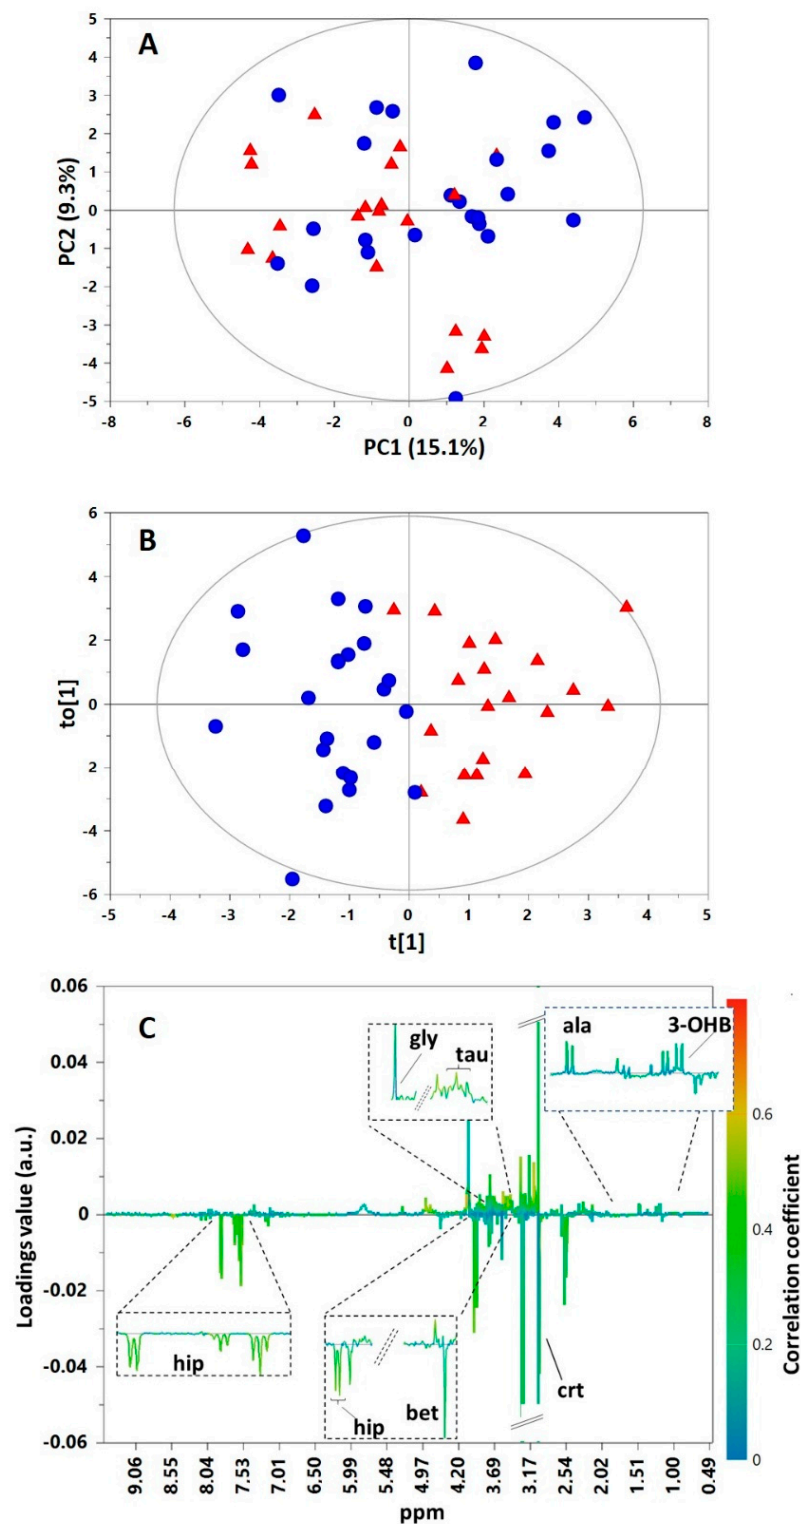 A
5
4
3
2
1
0
1
-2
-3
-4
-5
PC2 (9.3%)
-8 -6 -4 -2 0 2 4 6 8
PC1 (15.1%)
B
6
4
2
0
2
-4
-6
to[1]
-5 -4 -3 -2 -1 0 1 2 3 4 5
t[1]
C
0.06
0.04
0.02
0
-0.02
-0.04
-0.06
Loadings value (a.u.)
gly
tau
ala
3-OHB
hip
hip
bet
crt
0.6
0.4
0.2
0
Correlation coefficient
9.06 8.55 8.04 7.53 7.01 6.50 5.99 5.48 4.97 4.20 3.69 3.17 2.54 2.02 1.51 1.00 0.49
ppm